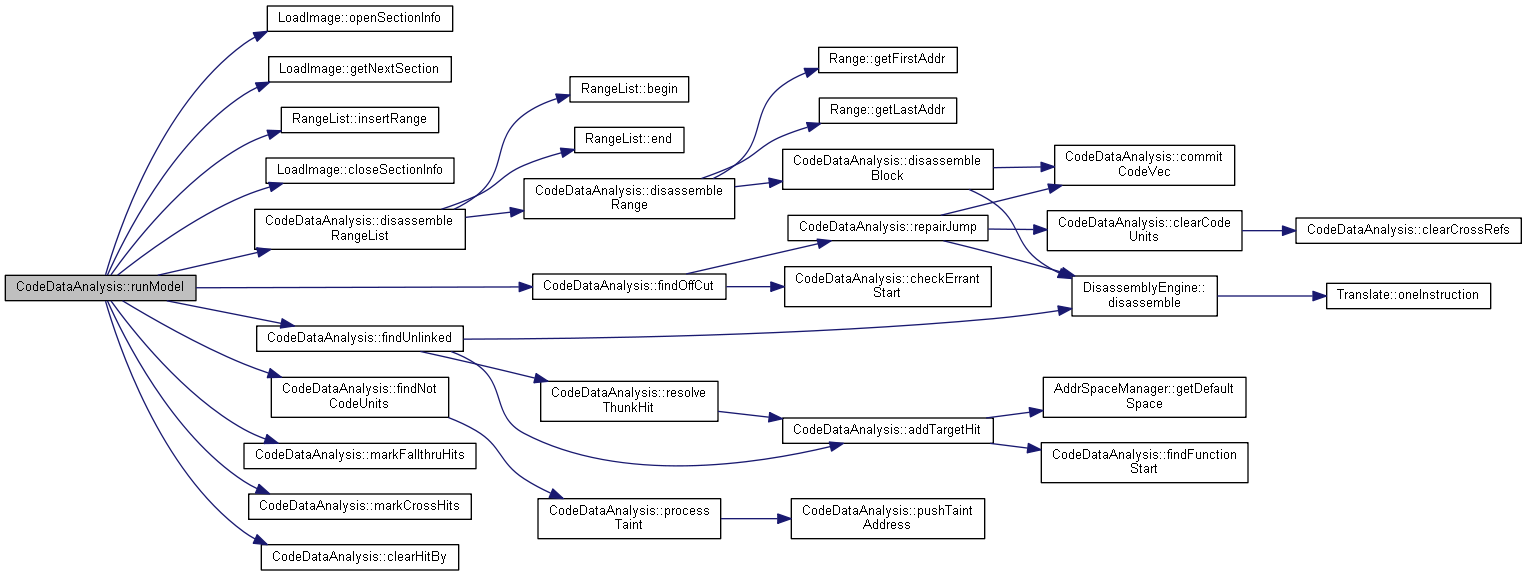 CodeDataAnalysis::runModel
LoadImage::openSectionInfo
LoadImage::getNextSection
RangeList::insertRange
LoadImage::closeSectionInfo
CodeDataAnalysis::disassemble
RangeList
RangeList::begin
RangeList::end
CodeDataAnalysis::disassemble
Range
Range::getFirstAddr
Range::getLastAddr
CodeDataAnalysis::disassemble
Block
CodeDataAnalysis::commit
CodeVec
CodeDataAnalysis::findOffCut
CodeDataAnalysis::repairJump
CodeDataAnalysis::clearCode
Units
CodeDataAnalysis::clearCrossRefs
CodeDataAnalysis::checkErrant
Start
DisassemblyEngine::
disassemble
Translate::oneInstruction
CodeDataAnalysis::findUnlinked
CodeDataAnalysis::resolve
ThunkHit
CodeDataAnalysis::addTargetHit
AddrSpaceManager::getDefault
Space
CodeDataAnalysis::findFunction
Start
CodeDataAnalysis::findNot
CodeUnits
CodeDataAnalysis::process
Taint
CodeDataAnalysis::pushTaint
Address
CodeDataAnalysis::markFallthruHits
CodeDataAnalysis::markCrossHits
CodeDataAnalysis::clearHitBy